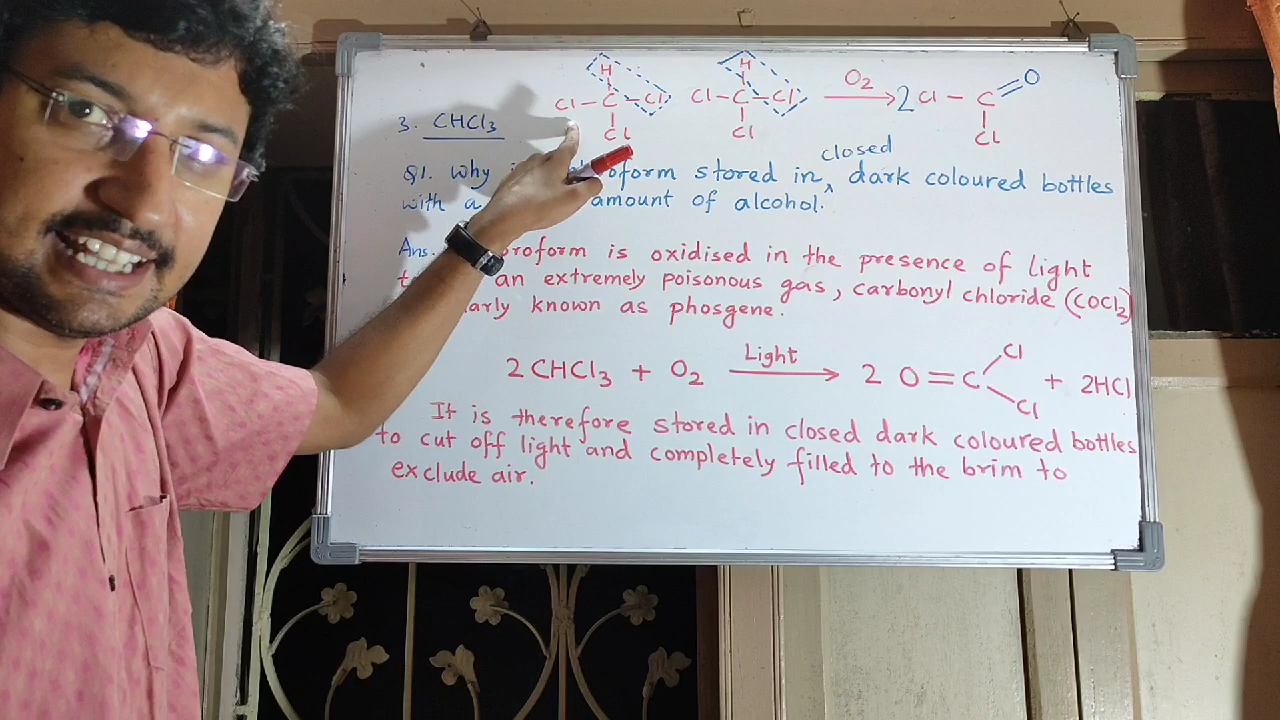 H H O₂ O
Cl – C – Cl Cl – C – Cl → 2 Cl – C
Cl Cl Cl
3. CHCl₃
closed
Q1. Why stored in ‸ dark coloured bottles
with a amount of alcohol.
Ans. is oxidised in the presence of light
an extremely poisonous gas, carbonyl chloride (COCl₂)
known as phosgene.
2 CHCl₃ + O₂ Light → 2 O=C Cl Cl + 2HCl
It is therefore stored in closed dark coloured bottles
to cut off light and completely filled to the brim to
exclude air.